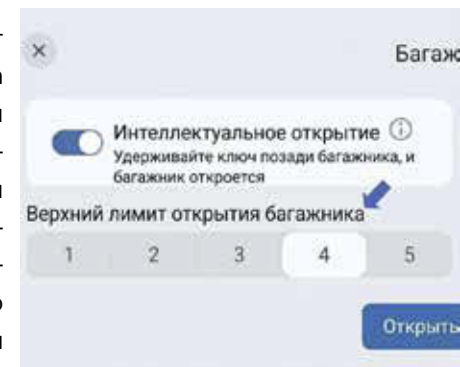 Багаж
Интеллектуальное открытие
Удерживайте ключ позади багажника, и
багажник откроется
Верхний лимит открытия багажника
1 2 3 4 5
Открыть